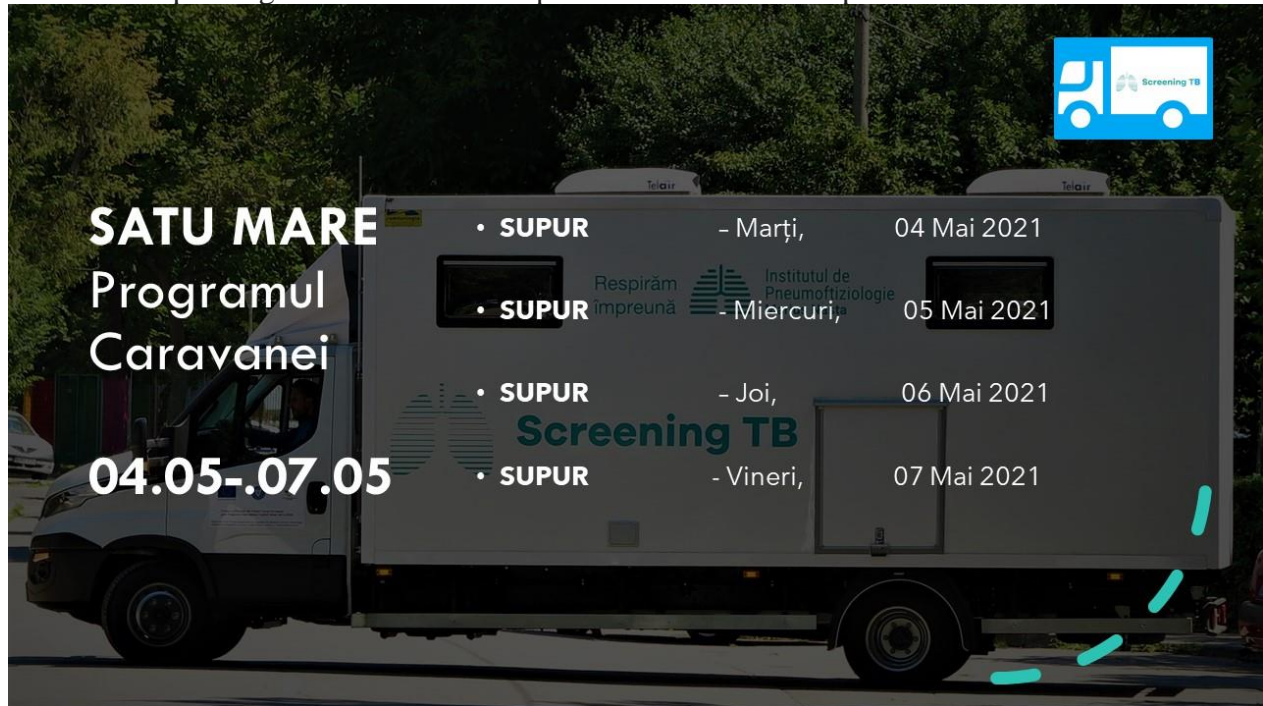 Screening TB
Telair
Telair
SATU MARE
Programul
Caravanei
04.05-.07.05
• SUPUR – Marți, 04 Mai 2021
• SUPUR - Miercuri, 05 Mai 2021
• SUPUR – Joi, 06 Mai 2021
• SUPUR - Vineri, 07 Mai 2021
Respirăm
împreună
Institutul de
Pneumoftiziologie
Screening TB